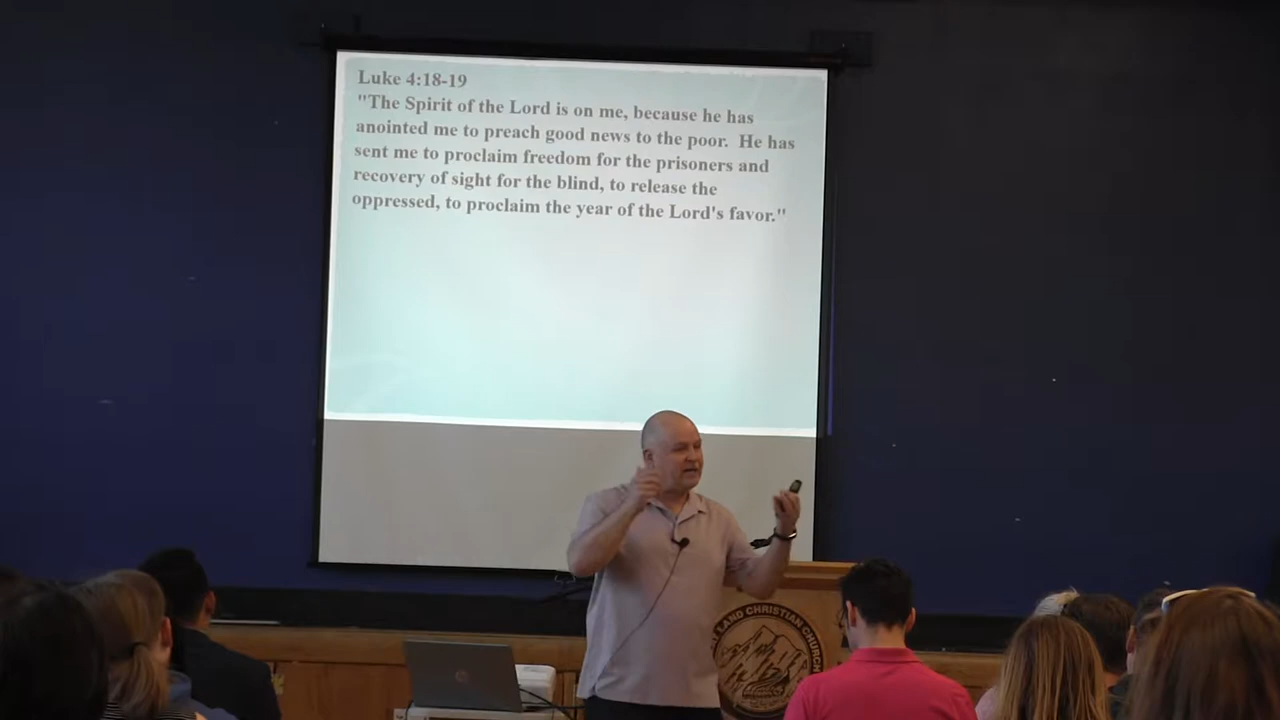 Luke 4:18-19
"The Spirit of the Lord is on me, because he has
anointed me to preach good news to the poor.  He has
sent me to proclaim freedom for the prisoners and
recovery of sight for the blind, to release the
oppressed, to proclaim the year of the Lord's favor."
LAND CHRISTIAN CHURCH